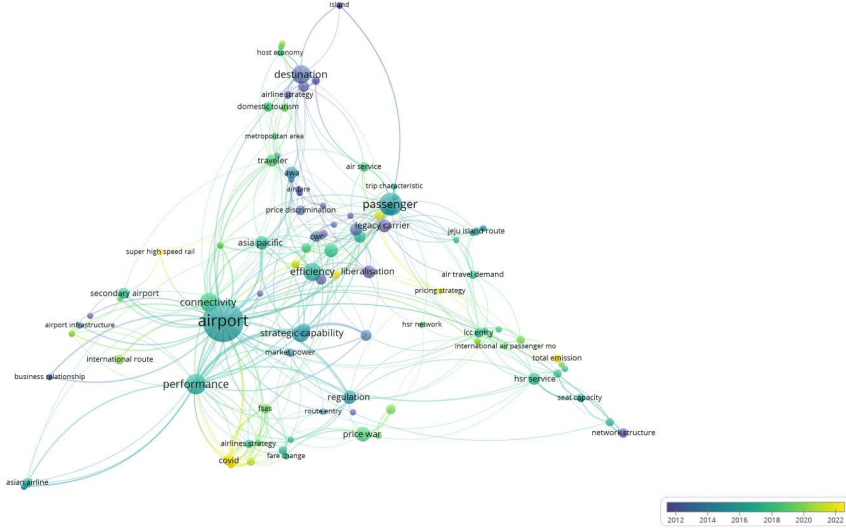 island
host economy
destination
airline strategy
domestic tourism
metropolitan area
traveler
air service
awa
trip characteristic
airfare
passenger
price discrimination
legacy carrier
cwr
jeju island route
asia pacific
super high speed rail
efficiency
liberalisation
air travel demand
secondary airport
pricing strategy
connectivity
airport
airport infrastructure
hsr network
strategic capability
lcc entry
international air passenger mo
market power
international route
total emission
business relationship
hsr service
performance
regulation
seat capacity
fsas
route entry
price war
network structure
airlines strategy
fare change
covid
asian airline
2012 2014 2016 2018 2020 2022